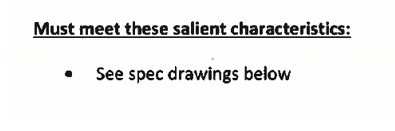 Must meet these salient characteristics:
• See spec drawings below